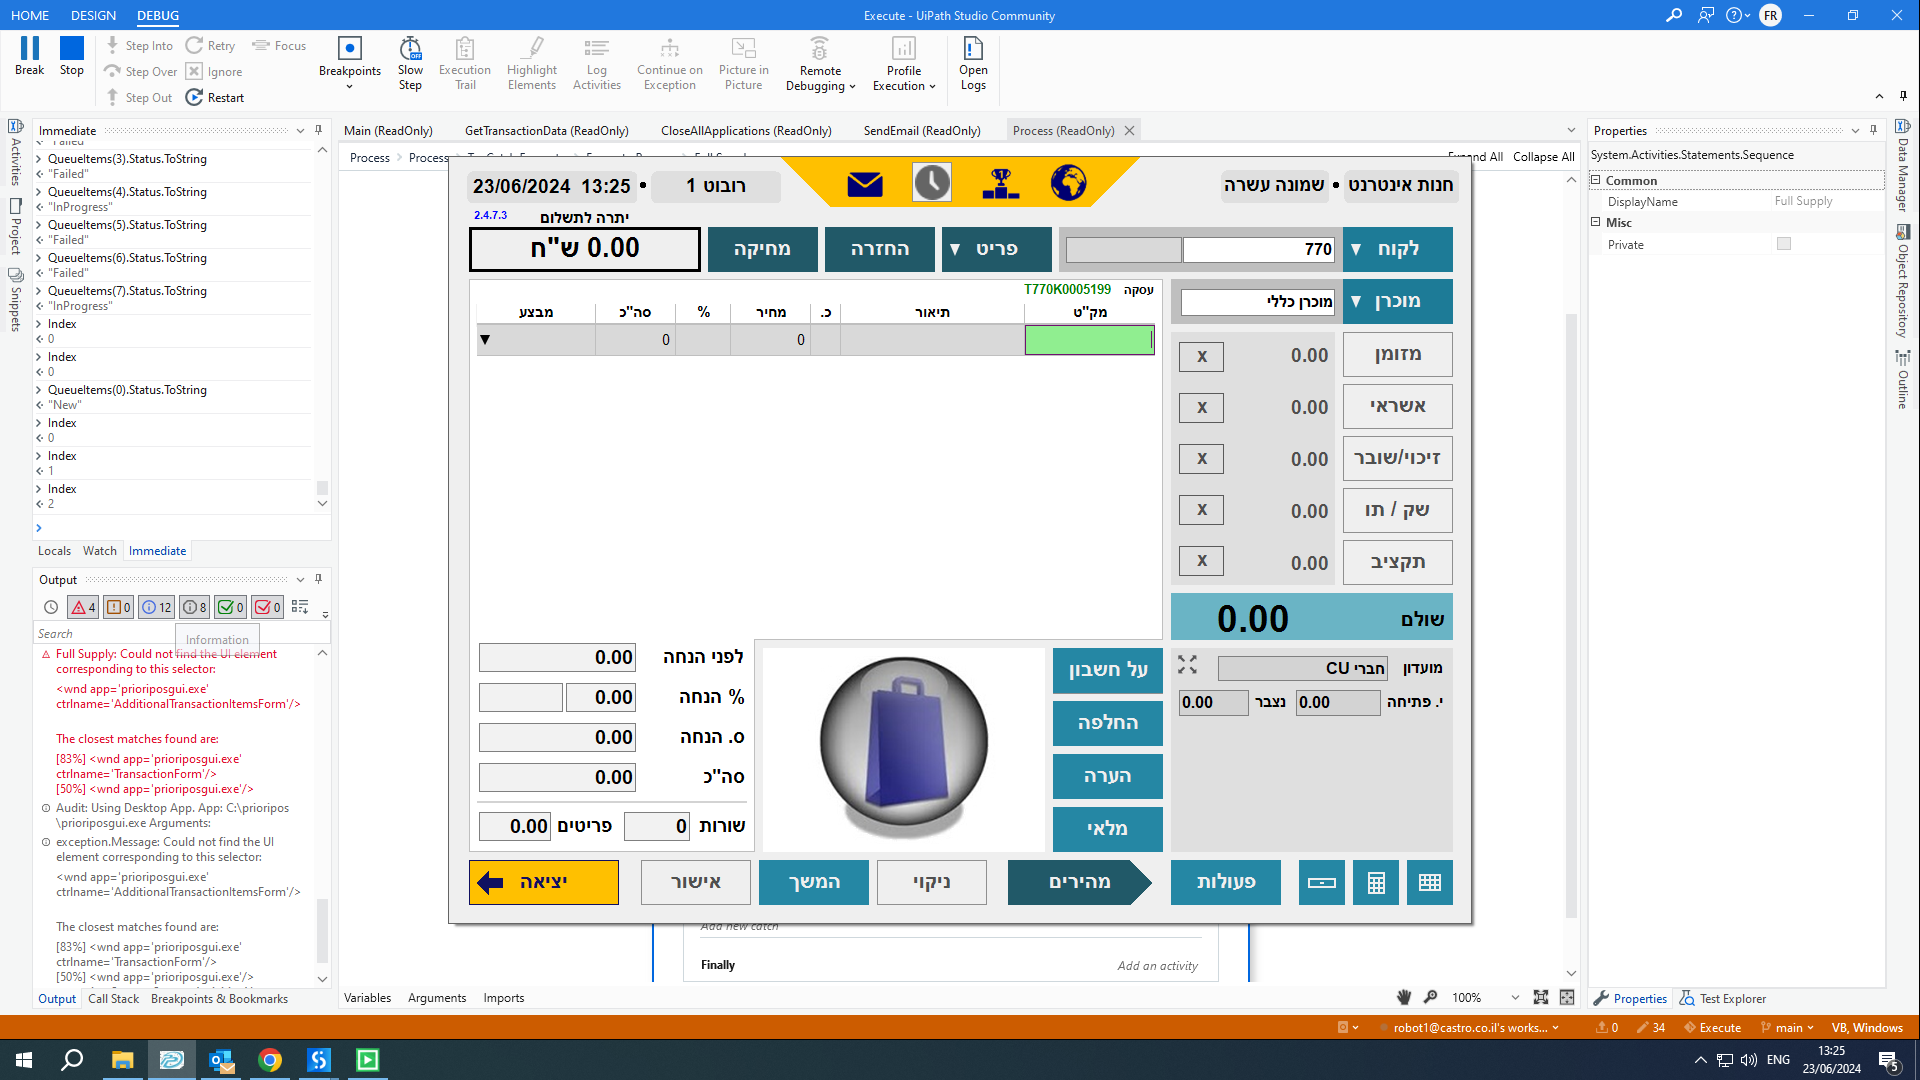 HOME DESIGN DEBUG
Execute - UiPath Studio Community
FR
Break
Stop
Step Into
Step Over
Step Out
Retry
Ignore
Restart
Focus
Breakpoints
Slow Step
Execution Trail
Highlight Elements
Log Activities
Continue on Exception
Picture in Picture
Remote Debugging
Profile Execution
Open Logs
Activities
Project
Snippets
Immediate
"Failed"
QueueItems(3).Status.ToString
"Failed"
QueueItems(4).Status.ToString
"InProgress"
QueueItems(5).Status.ToString
"Failed"
QueueItems(6).Status.ToString
"Failed"
QueueItems(7).Status.ToString
"InProgress"
Index
0
Index
0
QueueItems(0).Status.ToString
"New"
Index
0
Index
1
Index
2
Locals Watch Immediate
Output
4 0 12 8 0 0
Search
Information
Full Supply: Could not find the UI element
corresponding to this selector:
<wnd app='prioriposgui.exe'
ctrlname='AdditionalTransactionItemsForm'/>
The closest matches found are:
[83%] <wnd app='prioriposgui.exe'
ctrlname='TransactionForm'/>
[50%] <wnd app='prioriposgui.exe'/>
Audit: Using Desktop App. App: C:\prioripos
\prioriposgui.exe Arguments:
exception.Message: Could not find the UI
element corresponding to this selector:
<wnd app='prioriposgui.exe'
ctrlname='AdditionalTransactionItemsForm'/>
The closest matches found are:
[83%] <wnd app='prioriposgui.exe'
ctrlname='TransactionForm'/>
[50%] <wnd app='prioriposgui.exe'/>
Output Call Stack Breakpoints & Bookmarks
Main (ReadOnly) GetTransactionData (ReadOnly) CloseAllApplications (ReadOnly) SendEmail (ReadOnly) Process (ReadOnly)
Process > Process
Expand All Collapse All
חנות אינטרנט • שמונה עשרה
רובוט 1 • 23/06/2024 13:25
2.4.7.3
יתרה לתשלום
0.00 ש"ח
מחיקה
החזרה
פריט
770
לקוח
עסקה T770K0005199
מוכרן כללי
מוכרן
מק"ט תיאור כ. מחיר % סה"כ מבצע
0 0
מזומן 0.00 X
אשראי 0.00 X
זיכוי/שובר 0.00 X
שק / תו 0.00 X
תקציב 0.00 X
שולם 0.00
מועדון חברי CU
י. פתיחה 0.00 נצבר 0.00
לפני הנחה 0.00
% הנחה 0.00
ס. הנחה 0.00
סה"כ 0.00
שורות 0 פריטים 0.00
על חשבון
החלפה
הערה
מלאי
יציאה
אישור
המשך
ניקוי
מהירים
פעולות
Add new catch
Finally
Add an activity
Variables Arguments Imports
100%
Properties
System.Activities.Statements.Sequence
Common
DisplayName Full Supply
Misc
Private
Data Manager
Object Repository
Outline
Properties Test Explorer
robot1@castro.co.il's works...
0 34 Execute main VB, Windows
ENG
13:25
23/06/2024
5